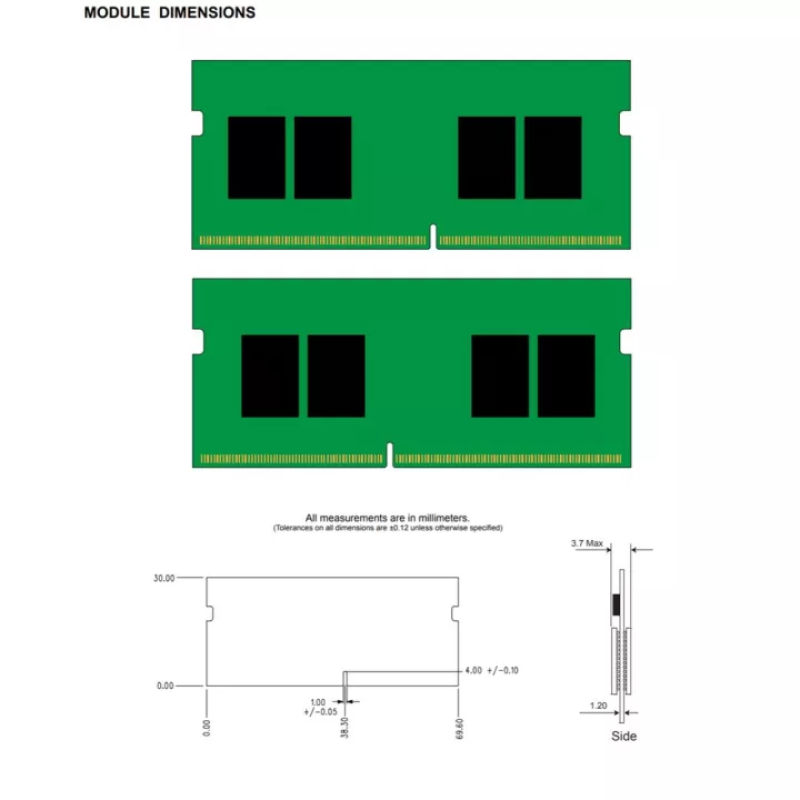 MODULE DIMENSIONS
All measurements are in millimeters.
(Tolerances on all dimensions are ±0.12 unless otherwise specified)
3.7 Max
30.00
4.00 +/-0.10
0.00
1.00
+/-0.05
1.20
0.00
38.30
69.60
Side